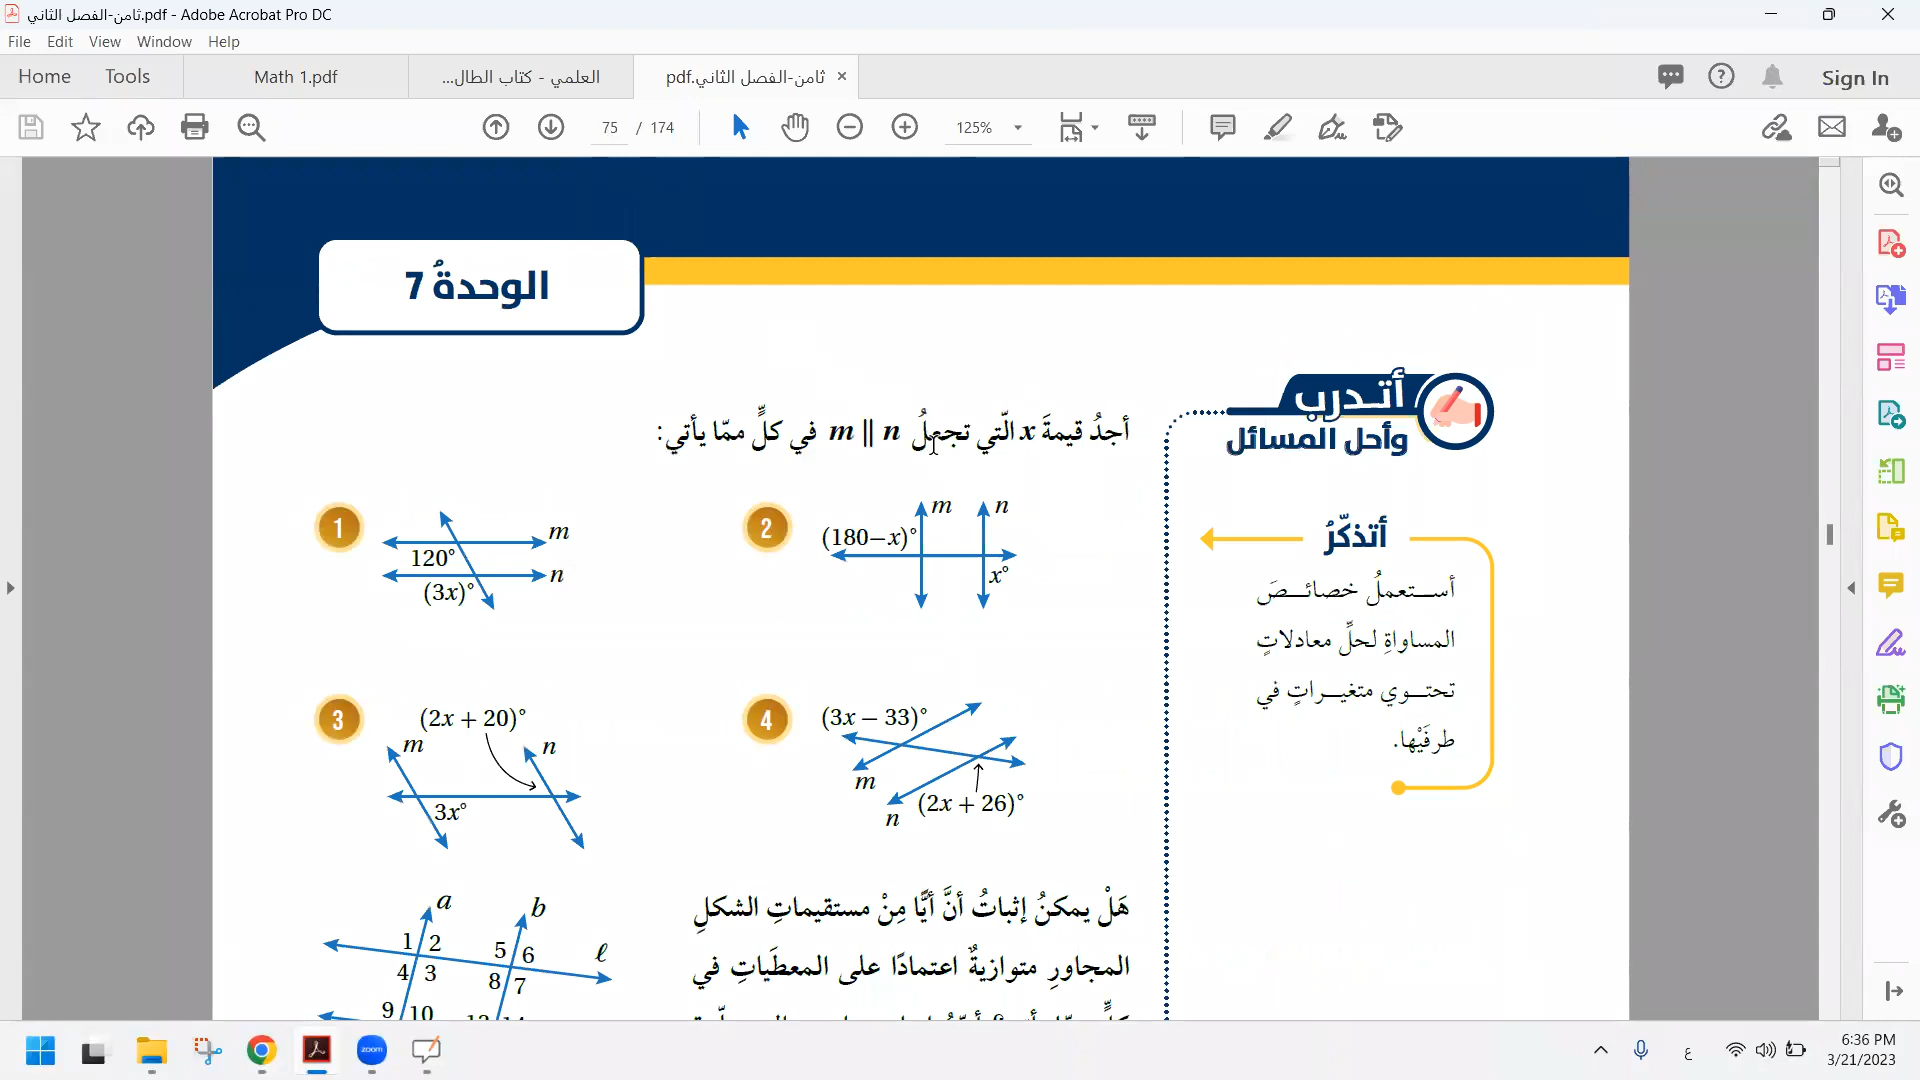 ثامن-الفصل الثاني.pdf - Adobe Acrobat Pro DC
File Edit View Window Help
Home Tools Math 1.pdf العلمي - كتاب الطال... ثامن-الفصل الثاني.pdf × Sign In
75 / 174 125%
الوحدةُ 7
أتدرب
وأحل المسائل
أجدُ قيمةَ x الّتي تجعلُ m || n في كلٍّ ممّا يأتي:
1
m
120°
n
(3x)°
2
m n
(180−x)°
x°
أتذكّرُ
أستعملُ خصائصَ
المساواةِ لحلِّ معادلاتٍ
تحتوي متغيراتٍ في
طرفَيْها.
3
(2x + 20)°
m n
3x°
4
(3x − 33)°
m
(2x + 26)°
n
هَلْ يمكنُ إثباتُ أنَّ أيًّا مِنْ مستقيماتِ الشكلِ
المجاورِ متوازيةٌ اعتمادًا على المعطَياتِ في
a b
1 2 5 6 ℓ
4 3 8 7
9 10
ع
6:36 PM
3/21/2023
zoom